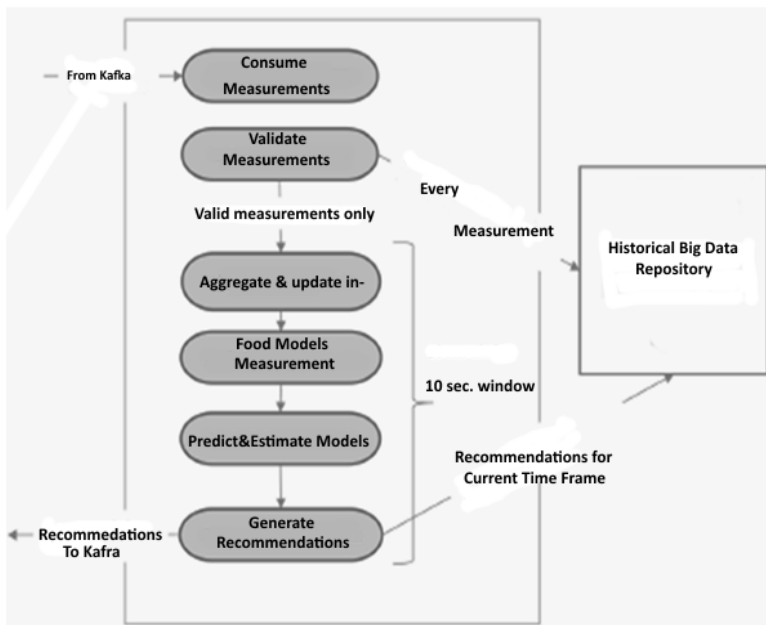 Consume
Measurements
From Kafka
Validate
Measurements
Every
Measurement
Valid measurements only
Historical Big Data
Repository
Aggregate & update in-
Food Models
Measurement
10 sec. window
Predict&Estimate Models
Recommendations for
Current Time Frame
Generate
Recommendations
Recommedations
To Kafra